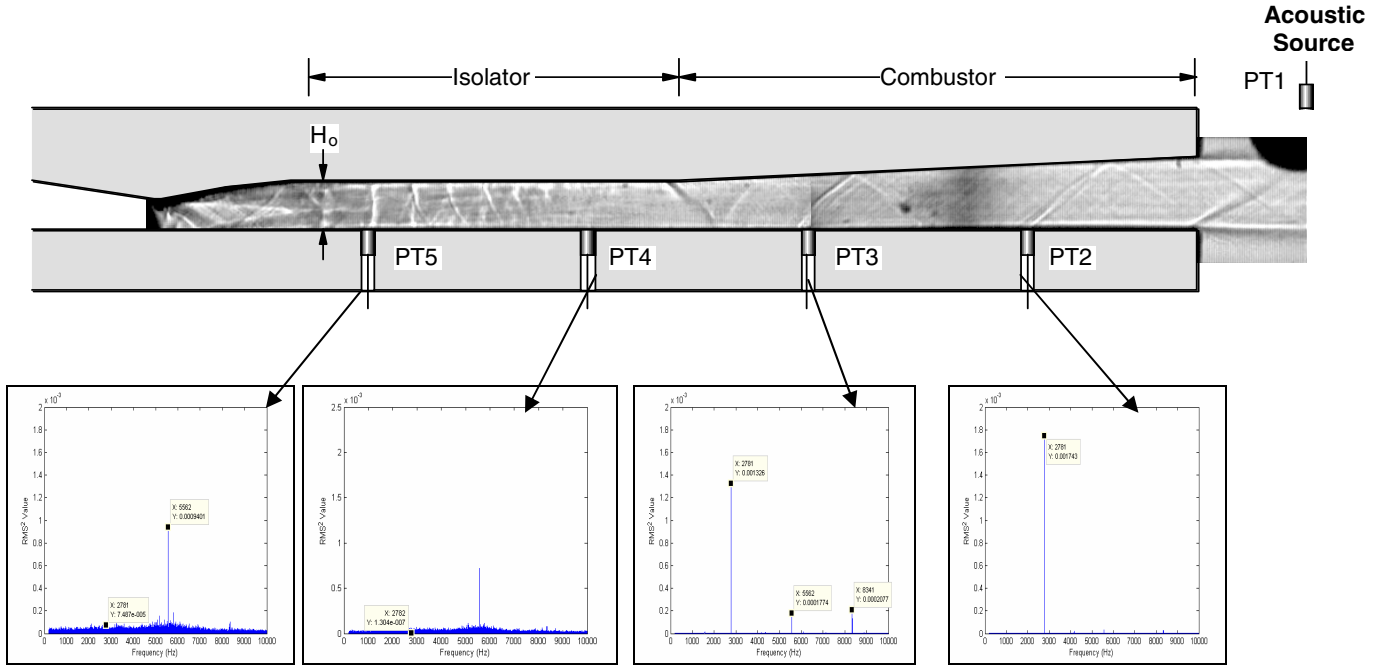 Acoustic
Source
PT1
Isolator
Combustor
Ho
PT5
PT4
PT3
PT2
x 10⁻³
2
1.8
1.6
1.4
1.2
1
0.8
0.6
0.4
0.2
0
RMS² Value
X: 5562
Y: 0.0009401
X: 2781
Y: 7.487e-005
0 1000 2000 3000 4000 5000 6000 7000 8000 9000 10000
Frequency (Hz)
x 10⁻³
2.5
2
1.5
1
0.5
0
RMS² Value
X: 2782
Y: 1.304e-007
0 1000 2000 3000 4000 5000 6000 7000 8000 9000 10000
Frequency (Hz)
x 10⁻³
2
1.8
1.6
1.4
1.2
1
0.8
0.6
0.4
0.2
0
RMS² Value
X: 2781
Y: 0.001326
X: 5562
Y: 0.0001774
X: 8341
Y: 0.0002077
0 1000 2000 3000 4000 5000 6000 7000 8000 9000 10000
Frequency (Hz)
x 10⁻³
2
1.8
1.6
1.4
1.2
1
0.8
0.6
0.4
0.2
0
RMS² Value
X: 2781
Y: 0.001743
0 1000 2000 3000 4000 5000 6000 7000 8000 9000 10000
Frequency (Hz)